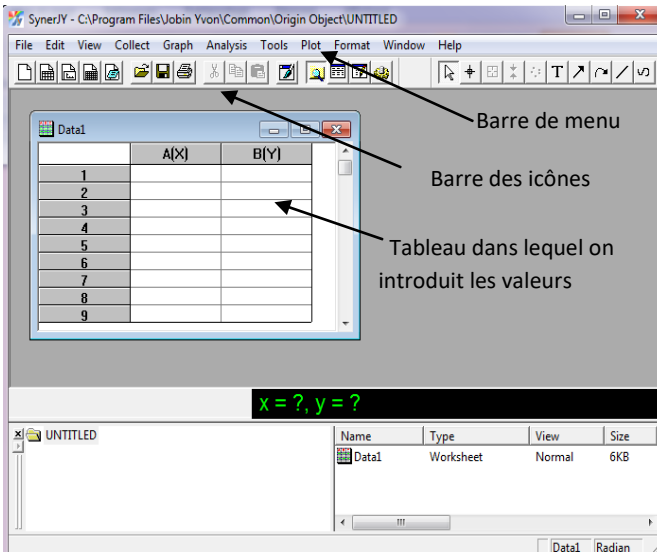 SynerJY - C:\Program Files\Jobin Yvon\Common\Origin Object\UNTITLED
File Edit View Collect Graph Analysis Tools Plot Format Window Help
T
Barre de menu
Data1
A(X) B(Y)
1
2
3
4
5
6
7
8
9
Barre des icônes
Tableau dans lequel on
introduit les valeurs
x = ?, y = ?
UNTITLED
Name Type View Size
Data1 Worksheet Normal 6KB
Data1 Radian